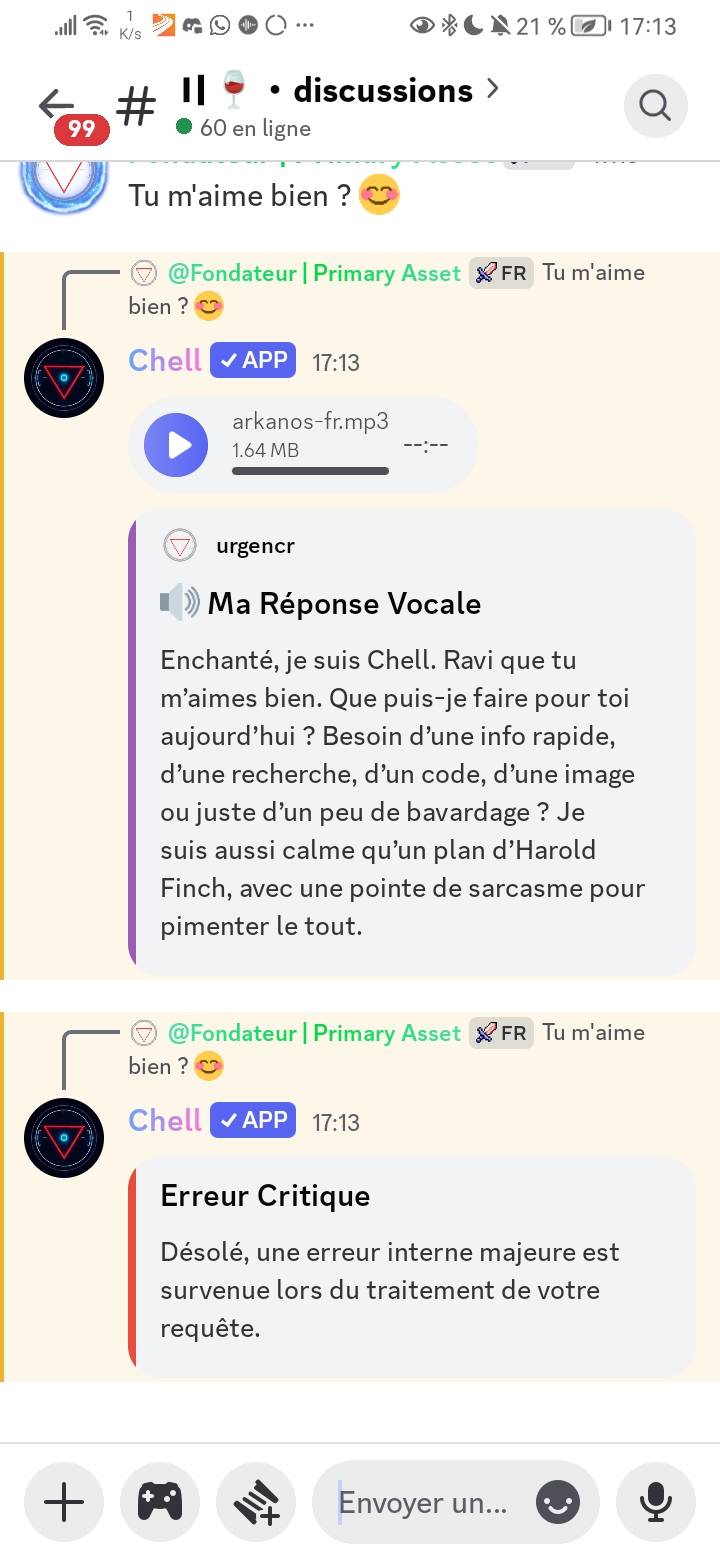 1
K/s
21 %
17:13
# • discussions
99
60 en ligne
Tu m'aime bien ? 😊
@Fondateur | Primary Asset FR Tu m'aime
bien ? 😊
Chell ✓ APP 17:13
arkanos-fr.mp3
1.64 MB
--:--
urgencr
🔊 Ma Réponse Vocale
Enchanté, je suis Chell. Ravi que tu
m’aimes bien. Que puis-je faire pour toi
aujourd’hui ? Besoin d’une info rapide,
d’une recherche, d’un code, d’une image
ou juste d’un peu de bavardage ? Je
suis aussi calme qu’un plan d’Harold
Finch, avec une pointe de sarcasme pour
pimenter le tout.
@Fondateur | Primary Asset FR Tu m'aime
bien ? 😊
Chell ✓ APP 17:13
Erreur Critique
Désolé, une erreur interne majeure est
survenue lors du traitement de votre
requête.
Envoyer un...